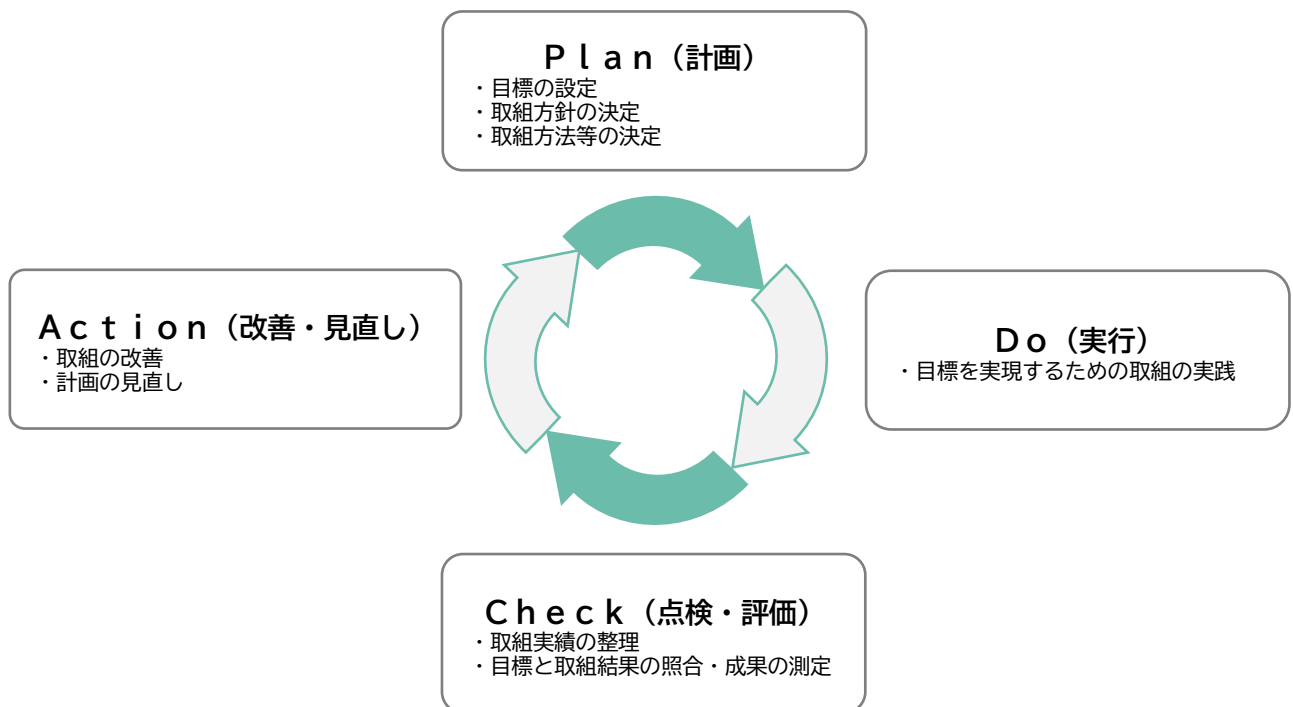 Ｐｌａｎ（計画）
・目標の設定
・取組方針の決定
・取組方法等の決定
Ａｃｔｉｏｎ（改善・見直し）
・取組の改善
・計画の見直し
Ｄｏ（実行）
・目標を実現するための取組の実践
Ｃｈｅｃｋ（点検・評価）
・取組実績の整理
・目標と取組結果の照合・成果の測定